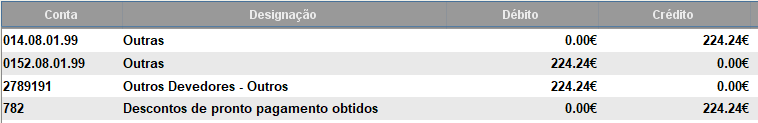 Conta Designação Débito Crédito
014.08.01.99 Outras 0.00€ 224.24€
0152.08.01.99 Outras 224.24€ 0.00€
2789191 Outros Devedores - Outros 224.24€ 0.00€
782 Descontos de pronto pagamento obtidos 0.00€ 224.24€